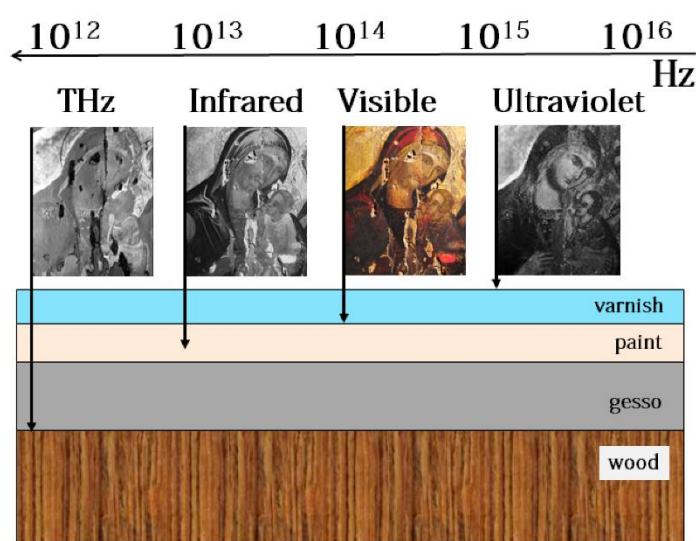 10¹² 10¹³ 10¹⁴ 10¹⁵ 10¹⁶
Hz
THz Infrared Visible Ultraviolet
varnish
paint
gesso
wood